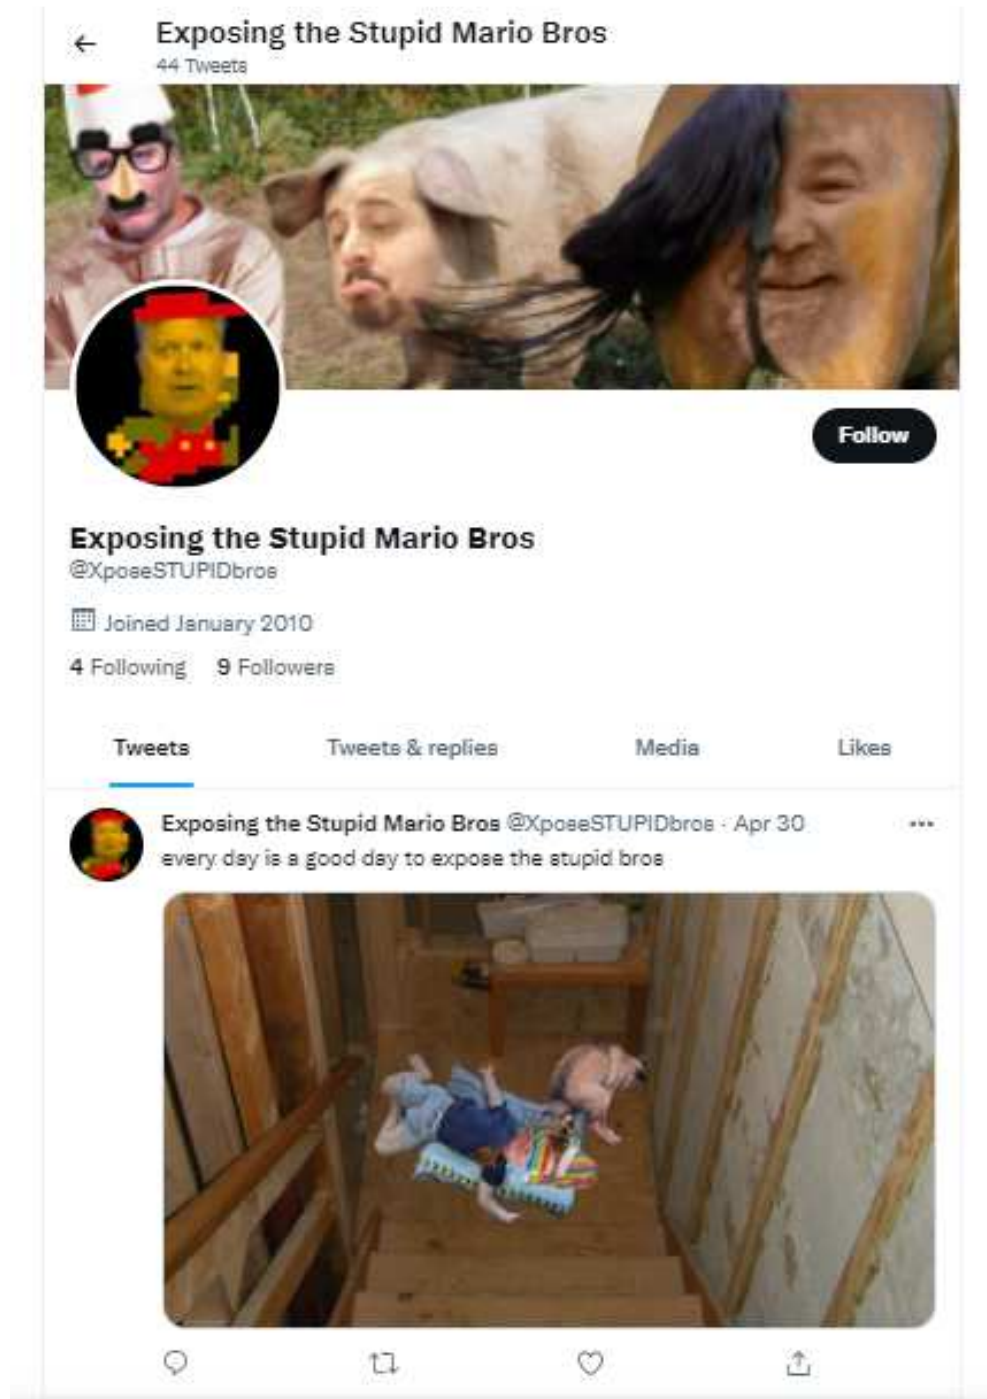 Exposing the Stupid Mario Bros
44 Tweets
Follow
Exposing the Stupid Mario Bros
@XposeSTUPIDbros
Joined January 2010
4 Following 9 Followers
Tweets Tweets & replies Media Likes
Exposing the Stupid Mario Bros @XposeSTUPIDbros · Apr 30
every day is a good day to expose the stupid bros